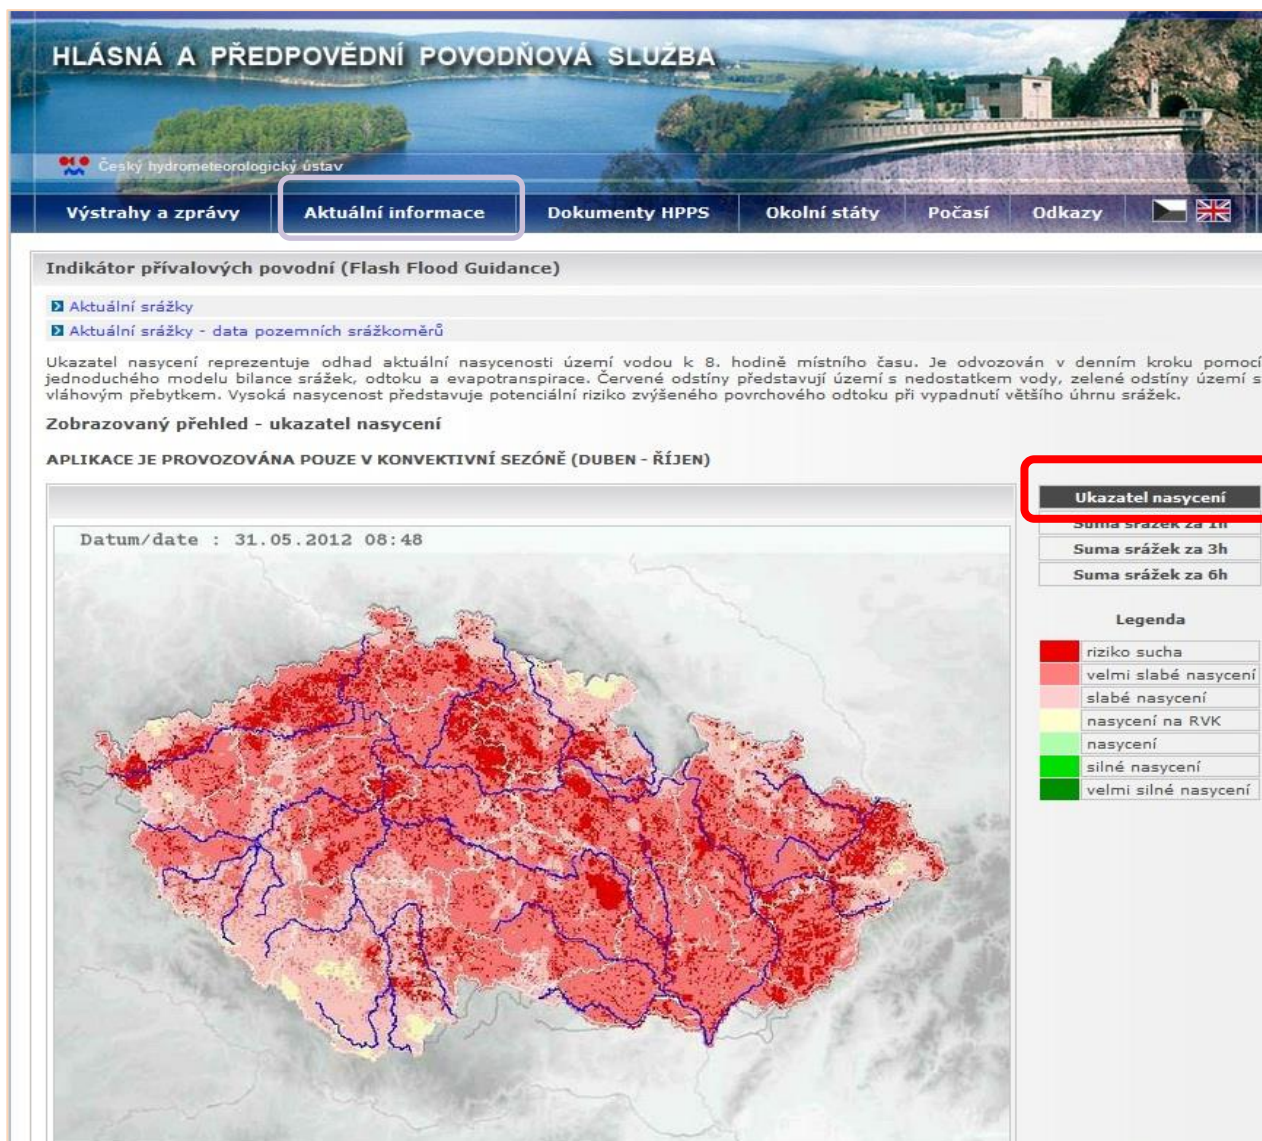 HLÁSNÁ A PŘEDPOVĚDNÍ POVODŇOVÁ SLUŽBA
Český hydrometeorologický ústav
Výstrahy a zprávy Aktuální informace Dokumenty HPPS Okolní státy Počasí Odkazy
Indikátor přívalových povodní (Flash Flood Guidance)
Aktuální srážky
Aktuální srážky - data pozemních srážkoměrů
Ukazatel nasycení reprezentuje odhad aktuální nasycenosti území vodou k 8. hodině místního času. Je odvozován v denním kroku pomocí
jednoduchého modelu bilance srážek, odtoku a evapotranspirace. Červené odstíny představují území s nedostatkem vody, zelené odstíny území s
vláhovým přebytkem. Vysoká nasycenost představuje potenciální riziko zvýšeného povrchového odtoku při vypadnutí většího úhrnu srážek.
Zobrazovaný přehled - ukazatel nasycení
APLIKACE JE PROVOZOVÁNA POUZE V KONVEKTIVNÍ SEZÓNĚ (DUBEN - ŘÍJEN)
Datum/date : 31.05.2012 08:48
Ukazatel nasycení
Suma srážek za 1h
Suma srážek za 3h
Suma srážek za 6h
Legenda
riziko sucha
velmi slabé nasycení
slabé nasycení
nasycení na RVK
nasycení
silné nasycení
velmi silné nasycení